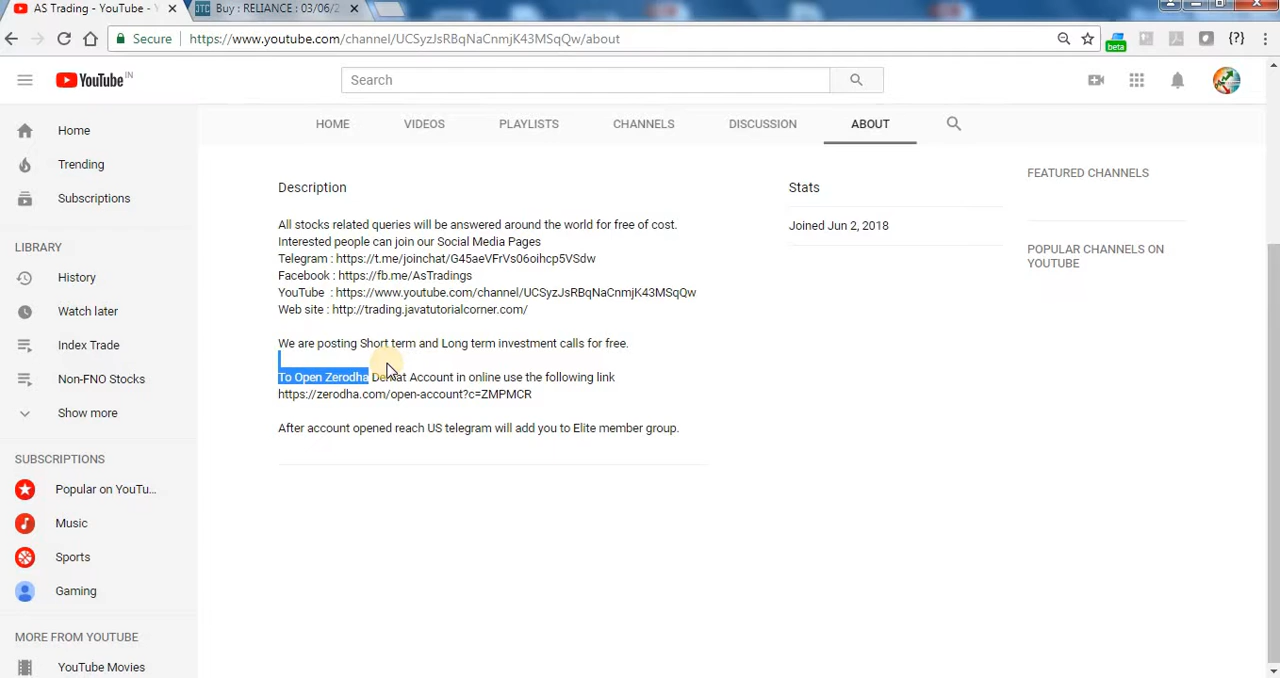 AS Trading - YouTube -
Buy : RELIANCE : 03/06/2
Secure
https://www.youtube.com/channel/UCSyzJsRBqNaCnmjK43MSqQw/about
beta
{?}
YouTube IN
Search
HOME
VIDEOS
PLAYLISTS
CHANNELS
DISCUSSION
ABOUT
Home
Trending
Subscriptions
LIBRARY
History
Watch later
Index Trade
Non-FNO Stocks
Show more
SUBSCRIPTIONS
Popular on YouTu...
Music
Sports
Gaming
MORE FROM YOUTUBE
YouTube Movies
Description
All stocks related queries will be answered around the world for free of cost.
Interested people can join our Social Media Pages
Telegram : https://t.me/joinchat/G45aeVFrVs06oihcp5VSdw
Facebook : https://fb.me/AsTradings
YouTube : https://www.youtube.com/channel/UCSyzJsRBqNaCnmjK43MSqQw
Web site : http://trading.javatutorialcorner.com/
We are posting Short term and Long term investment calls for free.
To Open Zerodha Demat Account in online use the following link
https://zerodha.com/open-account?c=ZMPMCR
After account opened reach US telegram will add you to Elite member group.
Stats
Joined Jun 2, 2018
FEATURED CHANNELS
POPULAR CHANNELS ON
YOUTUBE